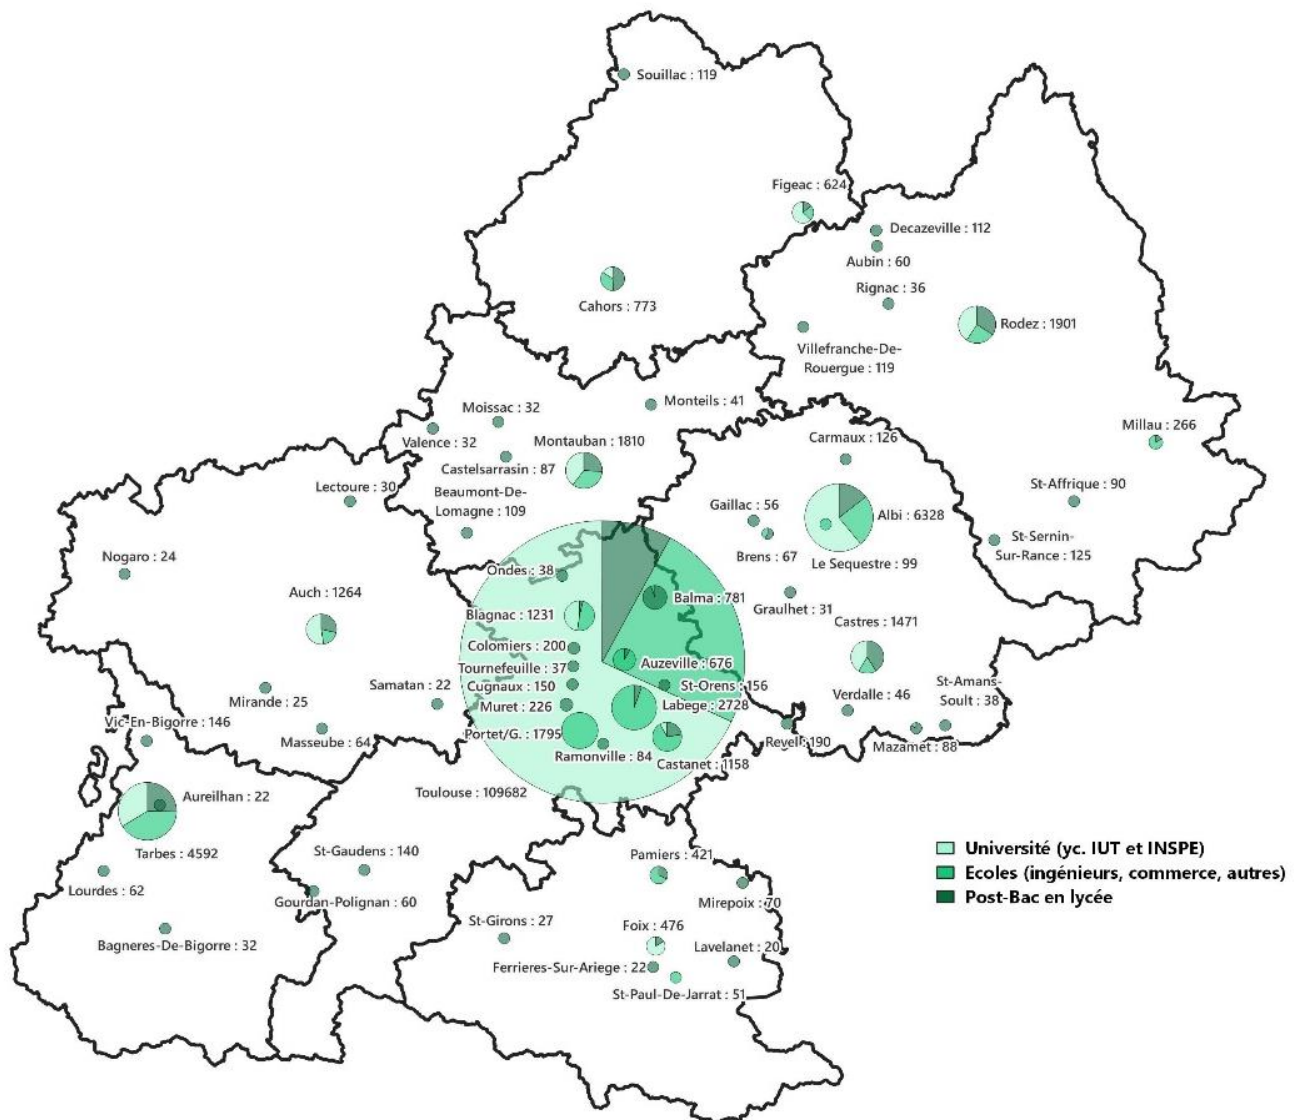 Souillac : 119
Figeac : 624
Decazeville : 112
Aubin : 60
Rignac : 36
Cahors : 773
Rodez : 1901
Villefranche-De-
Rouergue : 119
Monteils : 41
Moissac : 32
Millau : 266
Valence : 32
Montauban : 1810
Carmaux : 126
Castelsarrasin : 87
Lectoure : 30
Beaumont-De-
Lomagne : 109
St-Affrique : 90
Gaillac : 56
Albi : 6328
St-Sernin-
Sur-Rance : 125
Nogaro : 24
Brens : 67
Le Sequestre : 99
Ondes : 38
Auch : 1264
Balma : 781
Graulhet : 31
Blagnac : 1231
Castres : 1471
Colomiers : 200
Auzeville : 676
Tournefeuille : 37
Cugnaux : 150
St-Orens : 156
Samatan : 22
Mirande : 25
Verdalle : 46
St-Amans-
Soult : 38
Muret : 226
Labege : 2728
Vic-En-Bigorre : 146
Masseube : 64
Portet/G. : 1795
Revel : 190
Mazamet : 88
Ramonville : 84
Castanet : 1158
Toulouse : 109682
Aureilhan : 22
Tarbes : 4592
St-Gaudens : 140
Pamiers : 421
Université (yc. IUT et INSPE)
Ecoles (ingénieurs, commerce, autres)
Post-Bac en lycée
Lourdes : 62
Gourdan-Polignan : 60
Mirepoix : 70
St-Girons : 27
Foix : 476
Bagneres-De-Bigorre : 32
Lavelanet : 20
Ferrieres-Sur-Ariege : 22
St-Paul-De-Jarrat : 51